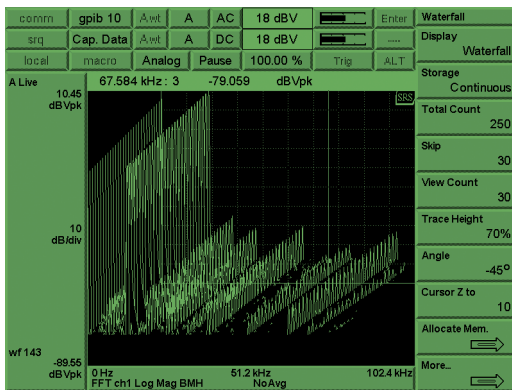 comm gpib 10 Awt A AC 18 dBV Enter Waterfall
srq Cap. Data Awt A DC 18 dBV ----
local macro Analog Pause 100.00 % Trig ALT
Display
Waterfall
Storage
Continuous
Total Count
250
Skip
30
View Count
30
Trace Height
70%
Angle
-45º
Cursor Z to
10
Allocate Mem.
More..
A Live 67.584 kHz : 3 -79.059 dBVpk
10.45
dBVpk
SRS
10
dB/div
wf 143
-89.55
dBVpk
0 Hz 51.2 kHz 102.4 kHz
FFT ch1 Log Mag BMH NoAvg